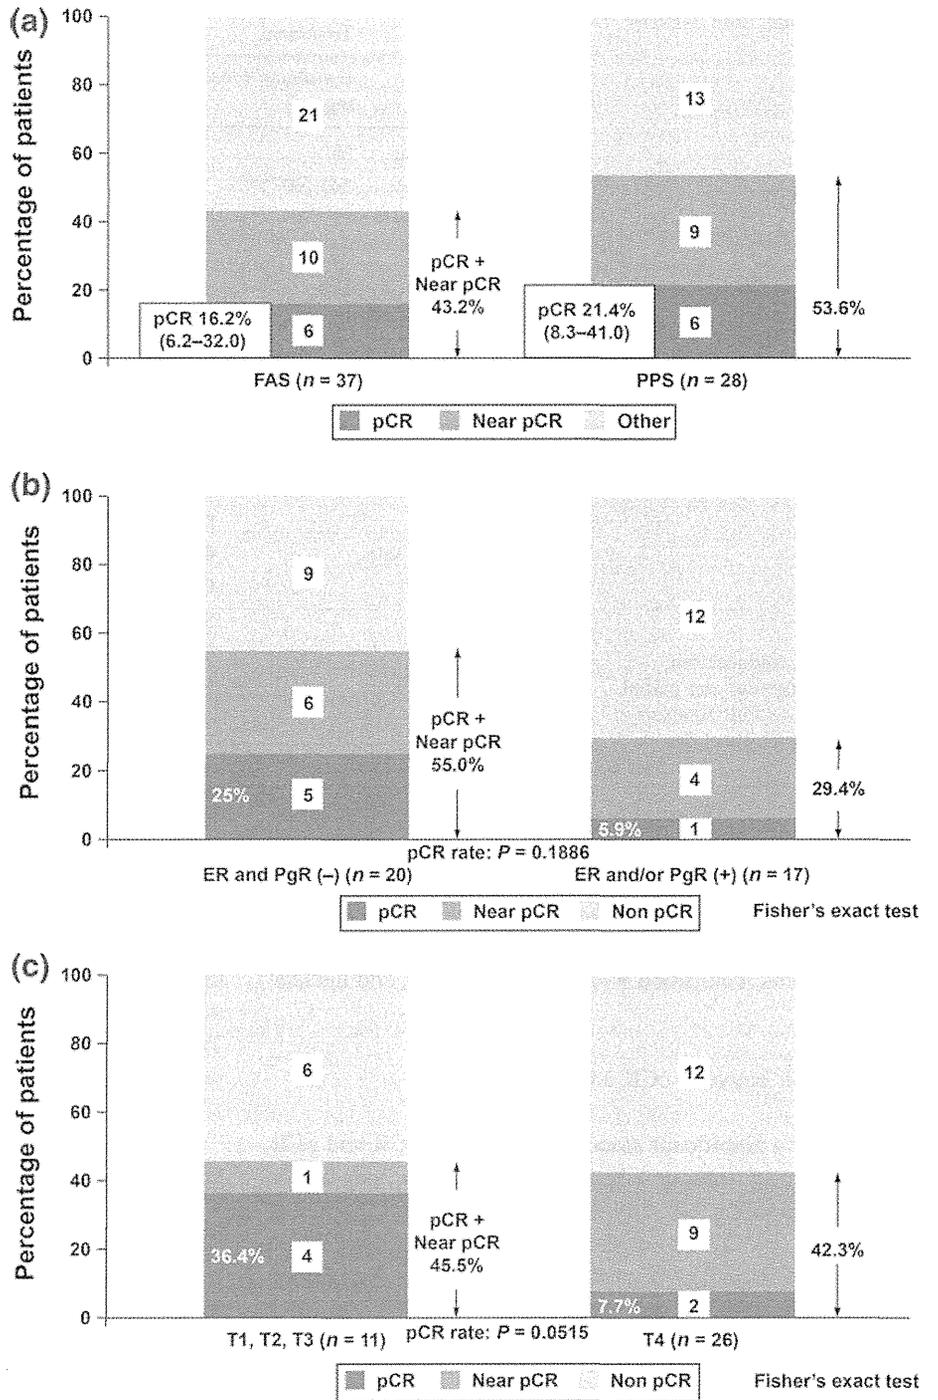 (a)
Percentage of patients
100
80
60
40
20
0
21
10
6
pCR 16.2%
(6.2–32.0)
pCR +
Near pCR
43.2%
13
9
6
pCR 21.4%
(8.3–41.0)
53.6%
FAS (n = 37)
PPS (n = 28)
pCR Near pCR Other
(b)
Percentage of patients
100
80
60
40
20
0
9
6
25%
5
pCR +
Near pCR
55.0%
12
4
5.9%
1
29.4%
pCR rate: P = 0.1886
ER and PgR (–) (n = 20)
ER and/or PgR (+) (n = 17)
pCR Near pCR Non pCR
Fisher's exact test
(c)
Percentage of patients
100
80
60
40
20
0
6
1
36.4%
4
pCR +
Near pCR
45.5%
12
9
7.7%
2
42.3%
T1, T2, T3 (n = 11)
pCR rate: P = 0.0515
T4 (n = 26)
pCR Near pCR Non pCR
Fisher's exact test